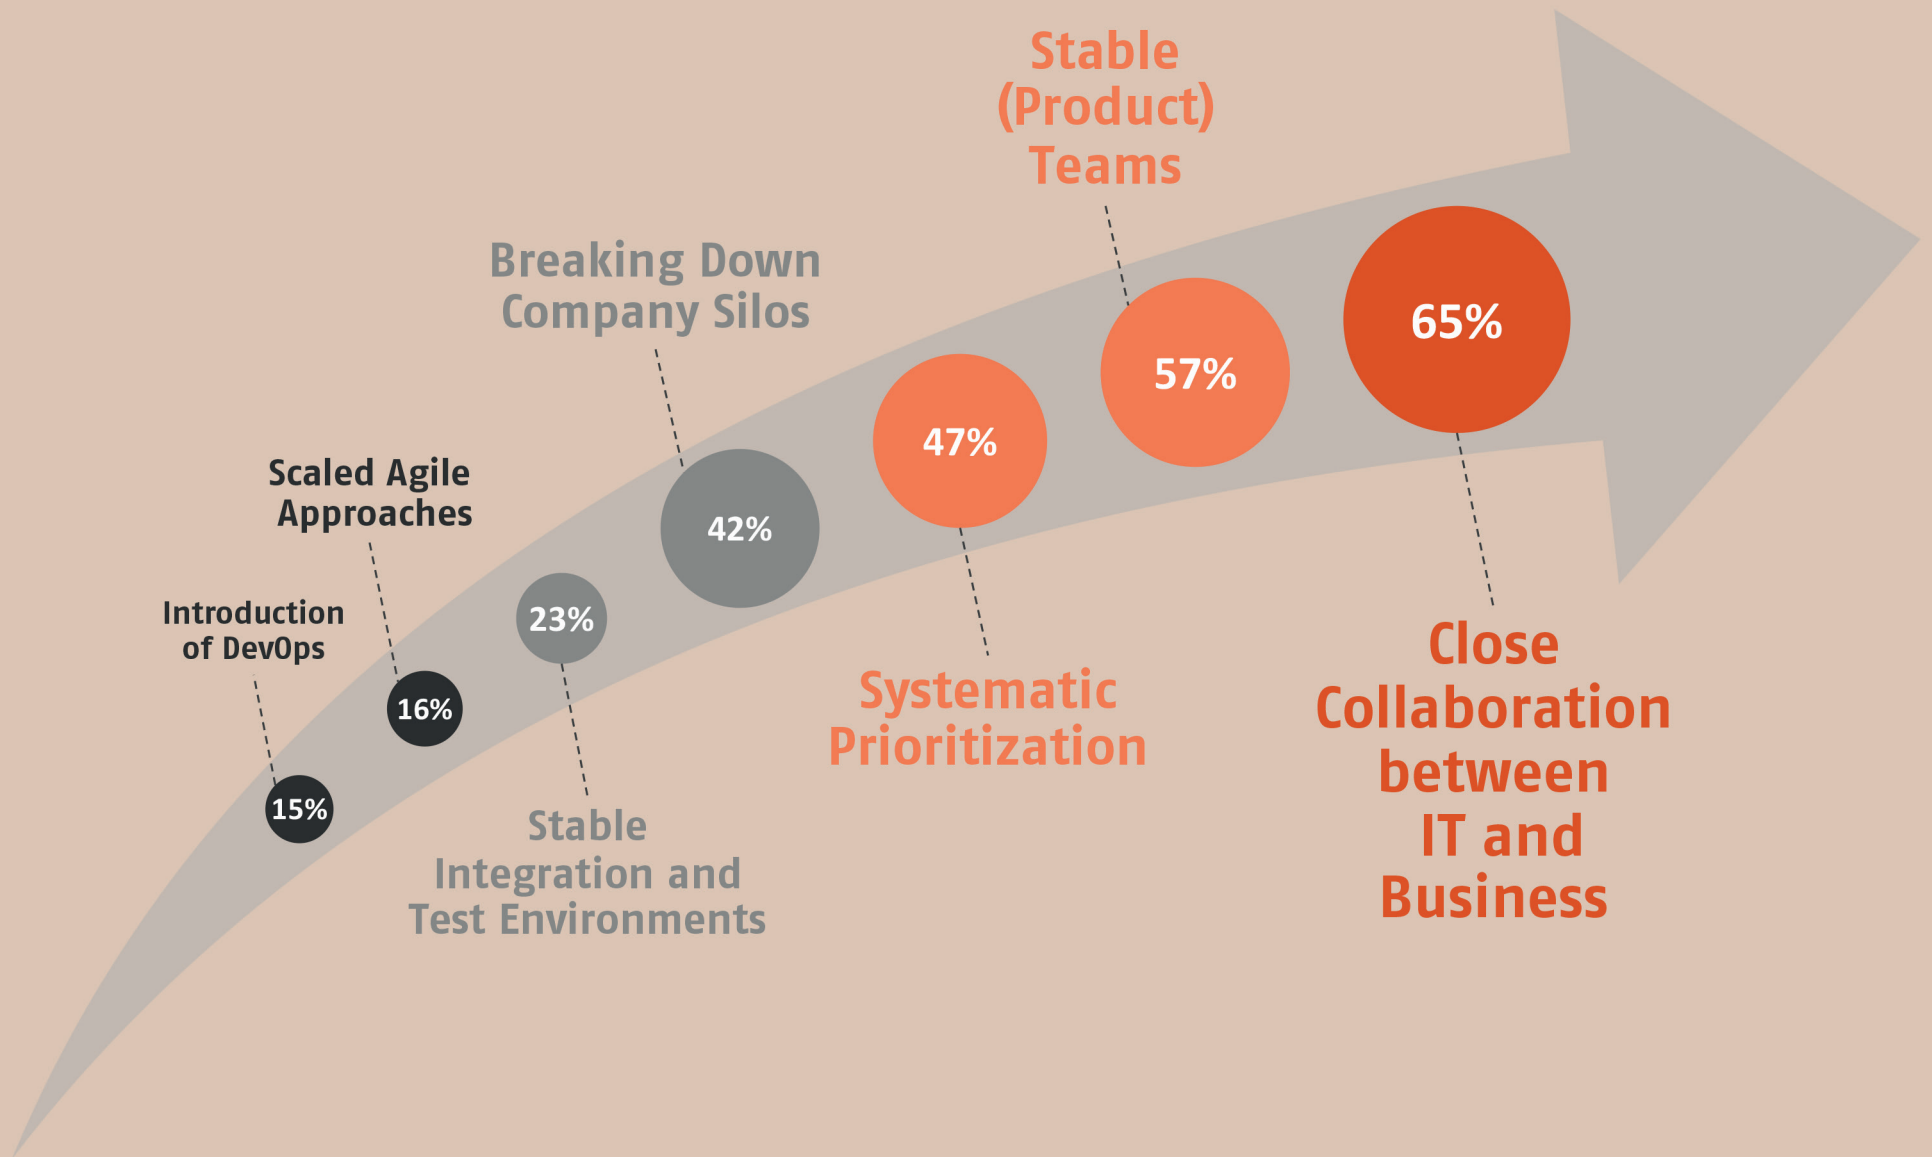 Introduction
of DevOps
15%
Scaled Agile
Approaches
16%
23%
Stable
Integration and
Test Environments
Breaking Down
Company Silos
42%
47%
Systematic
Prioritization
Stable
(Product)
Teams
57%
65%
Close
Collaboration
between
IT and
Business